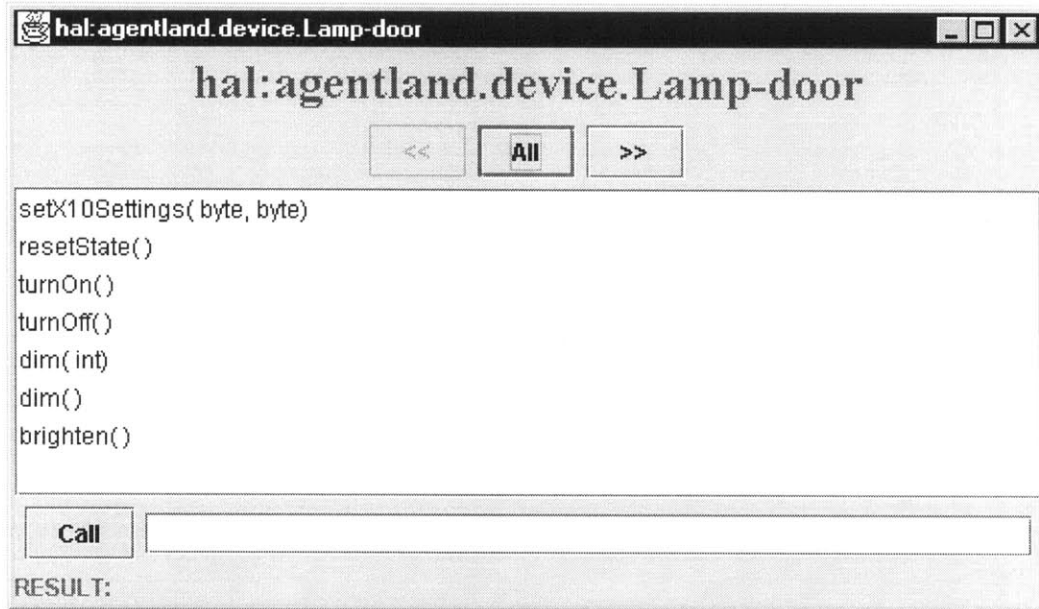 hal:agentland.device.Lamp-door
hal:agentland.device.Lamp-door
<< All >>
setX10Settings( byte, byte)
resetState( )
turnOn( )
turnOff( )
dim( int)
dim( )
brighten( )
Call
RESULT: